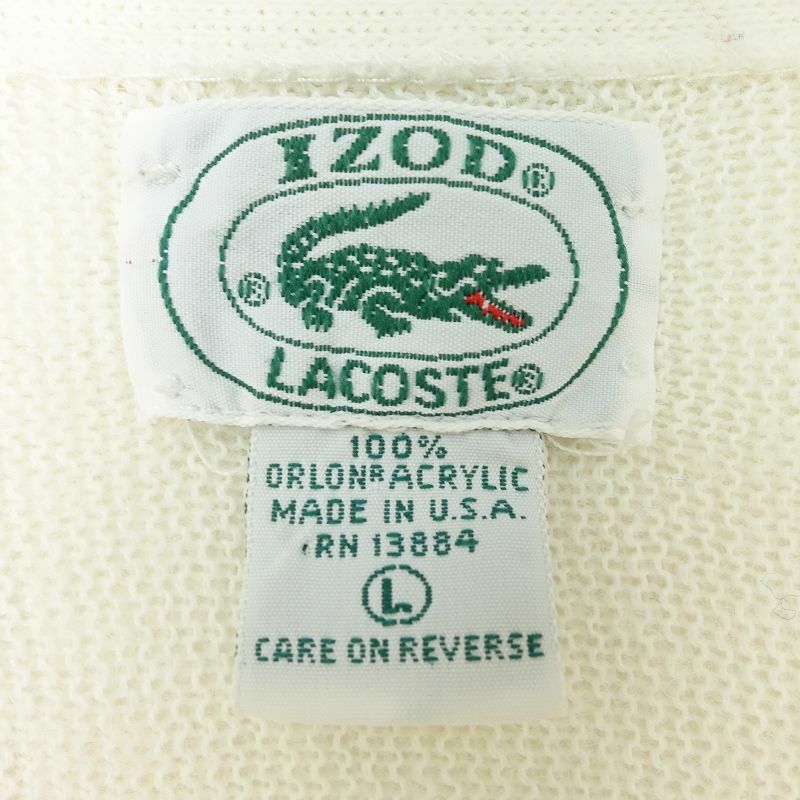 IZOD®
®
LACOSTE®
100%
ORLON® ACRYLIC
MADE IN U.S.A.
RN 13884
L
CARE ON REVERSE